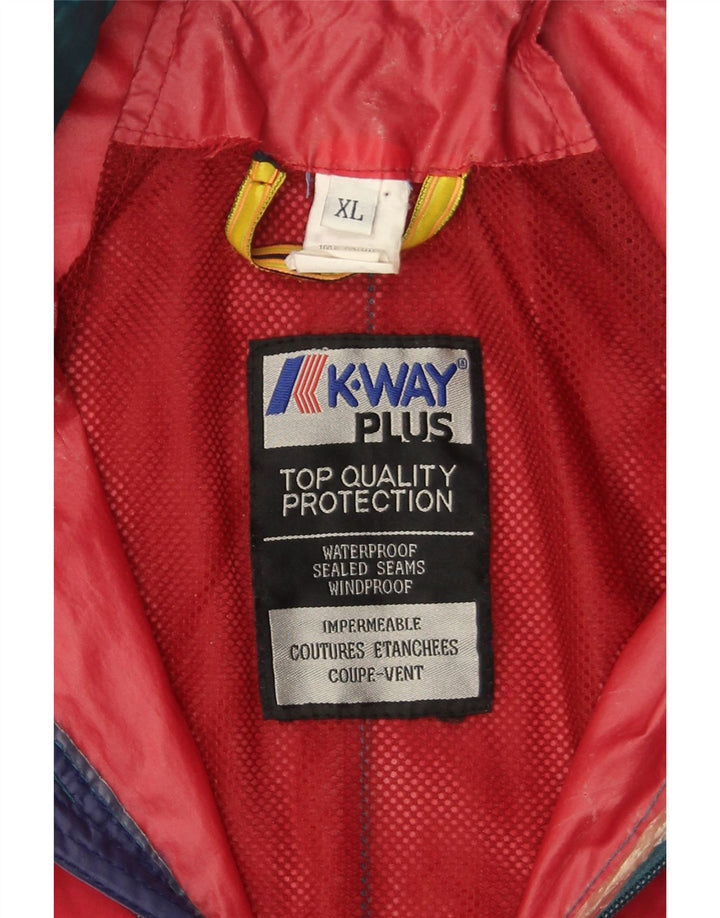 XL
K·WAY®
PLUS
TOP QUALITY
PROTECTION
WATERPROOF
SEALED SEAMS
WINDPROOF
IMPERMEABLE
COUTURES ETANCHEES
COUPE-VENT